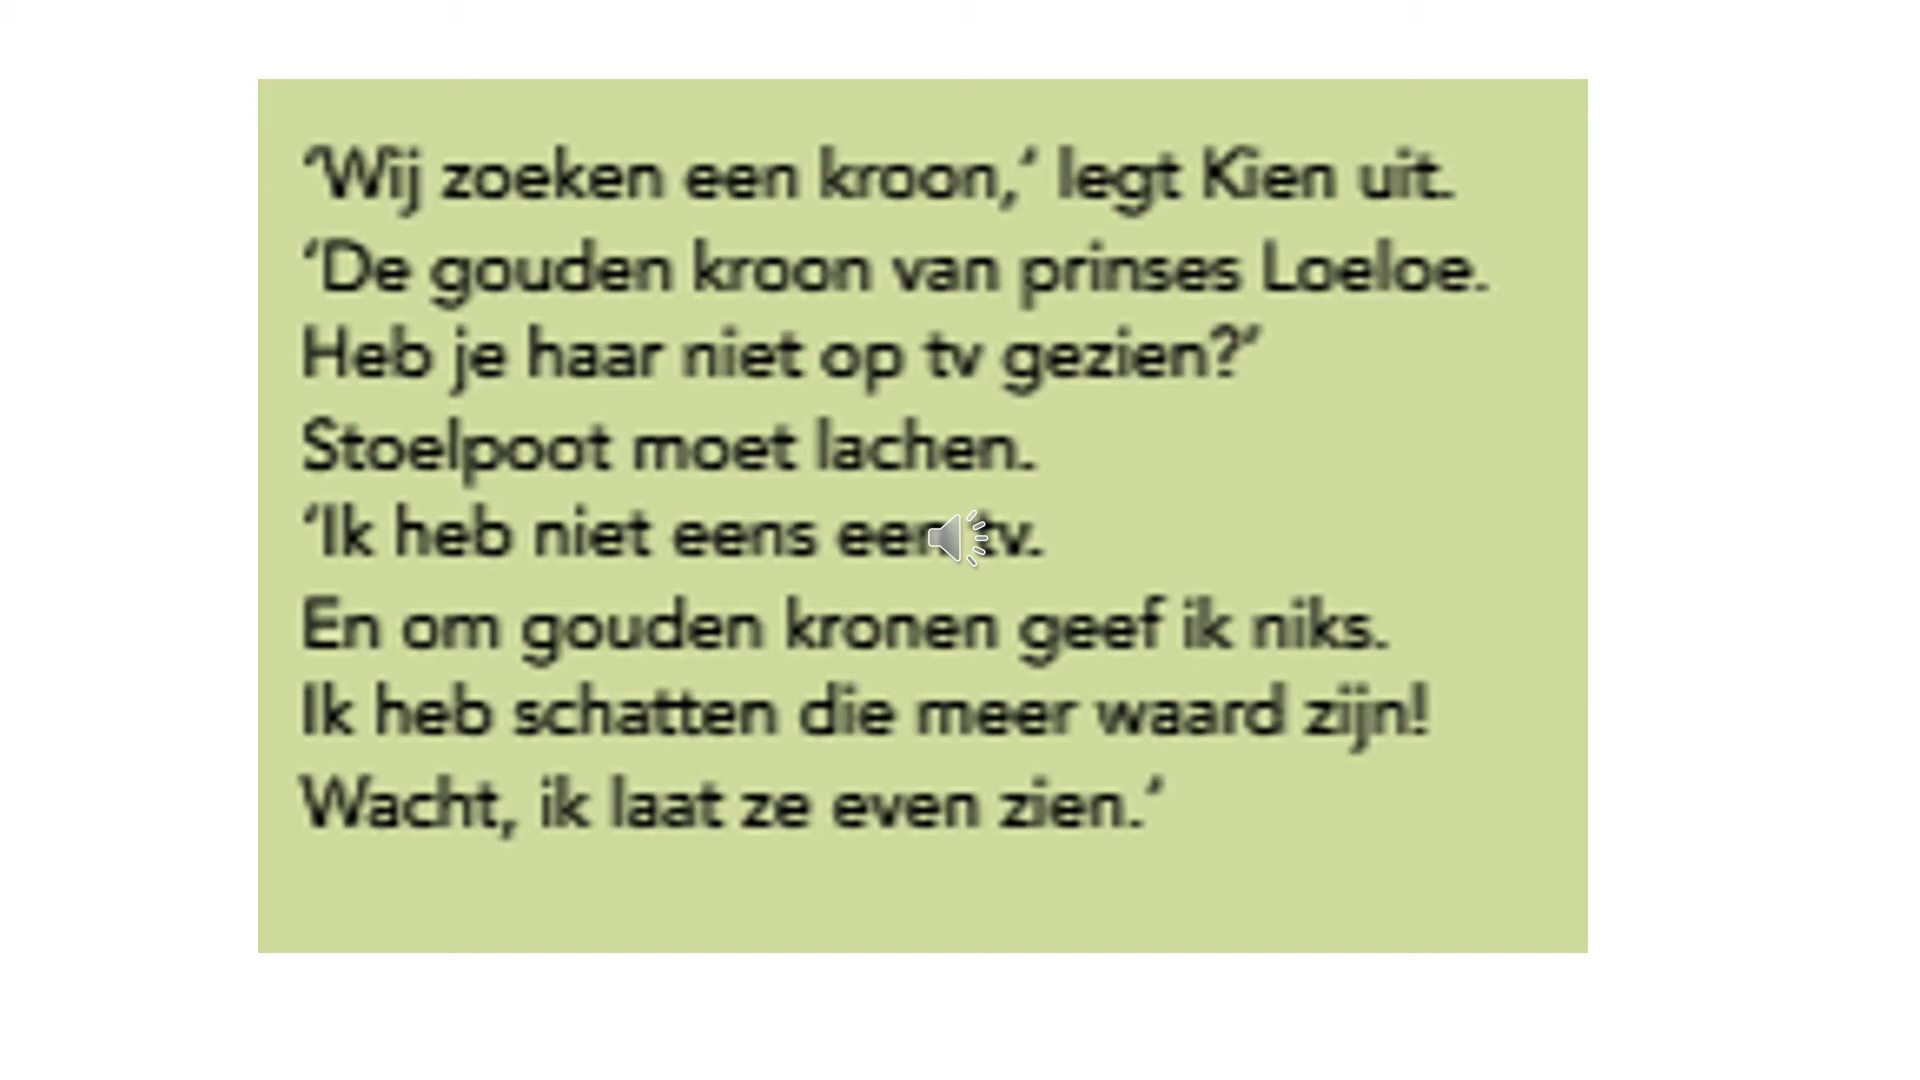 ‘Wij zoeken een kroon,’ legt Kien uit.
‘De gouden kroon van prinses Loeloe.
Heb je haar niet op tv gezien?’
Stoelpoot moet lachen.
‘Ik heb niet eens een tv.
En om gouden kronen geef ik niks.
Ik heb schatten die meer waard zijn!
Wacht, ik laat ze even zien.’